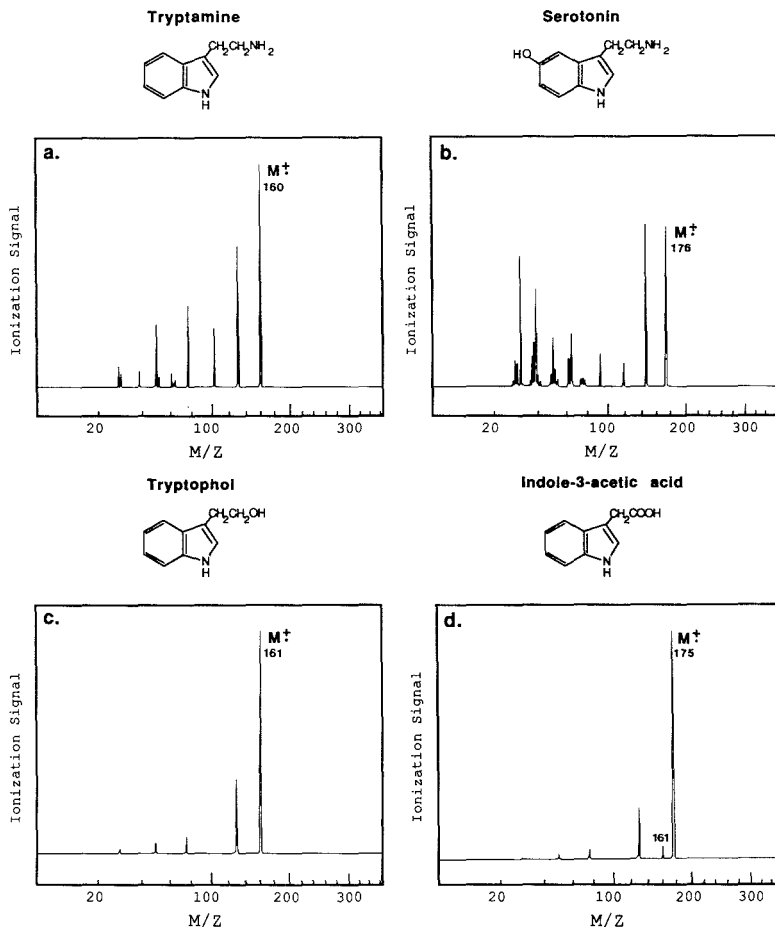 Tryptamine
CH2CH2NH2
N
H
a.
M+•
160
Ionization Signal
20 100 200 300
M/Z
Serotonin
HO
CH2CH2NH2
N
H
b.
M+•
176
Ionization Signal
20 100 200 300
M/Z
Tryptophol
CH2CH2OH
N
H
c.
M+•
161
Ionization Signal
20 100 200 300
M/Z
Indole-3-acetic acid
CH2COOH
N
H
d.
M+•
175
161
Ionization Signal
20 100 200 300
M/Z